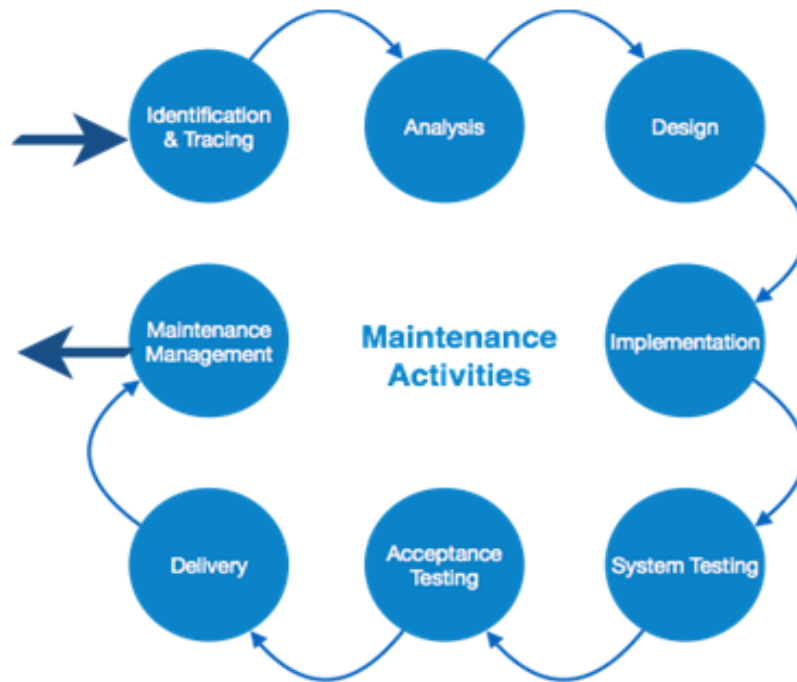 Identification
& Tracing
Analysis
Design
Implementation
System Testing
Acceptance
Testing
Delivery
Maintenance
Management
Maintenance
Activities